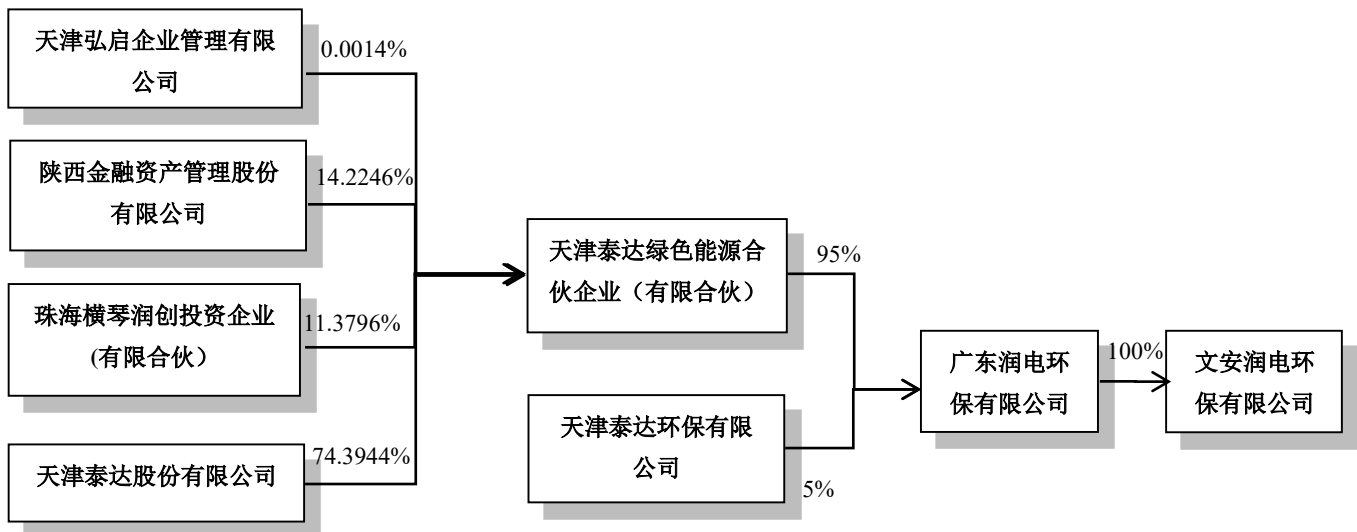 天津弘启企业管理有限
公司
0.0014%
陕西金融资产管理股份
有限公司
14.2246%
珠海横琴润创投资企业
(有限合伙）
11.3796%
天津泰达股份有限公司
74.3944%
天津泰达绿色能源合
伙企业（有限合伙）
95%
天津泰达环保有限
公司
5%
广东润电环
保有限公司
100%
文安润电环
保有限公司